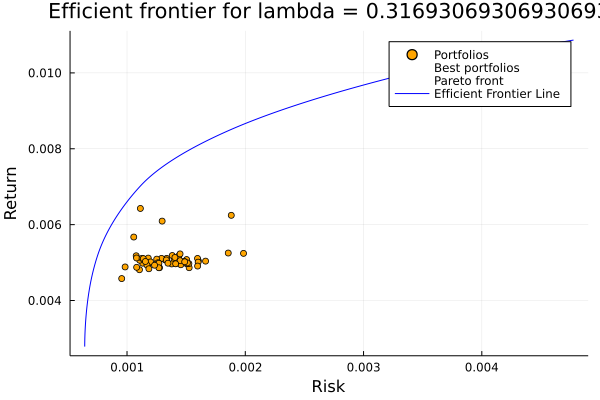 Efficient frontier for lambda = 0.3169306930693069
Portfolios
Best portfolios
Pareto front
Efficient Frontier Line
Return
0.010
0.008
0.006
0.004
0.001
0.002
0.003
0.004
Risk